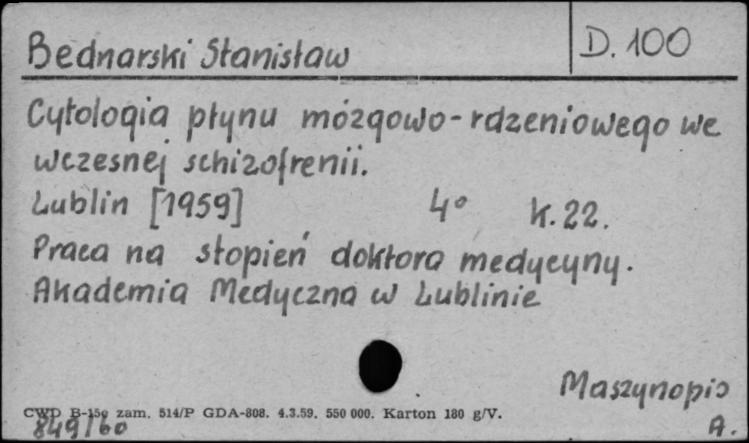 Bednarski Stanisław D. 100
Cytologia płynu mózgowo-rdzeniowego we
wczesnej schizofrenii.
Lublin [1959] 4° k. 22.
Praca na stopień doktora medycyny.
Akademia Medyczna w Lublinie
Maszynopis
CWD B-15e zam. 514/P GDA-808. 4.3.59. 550 000. Karton 180 g/V.
849/60 A.